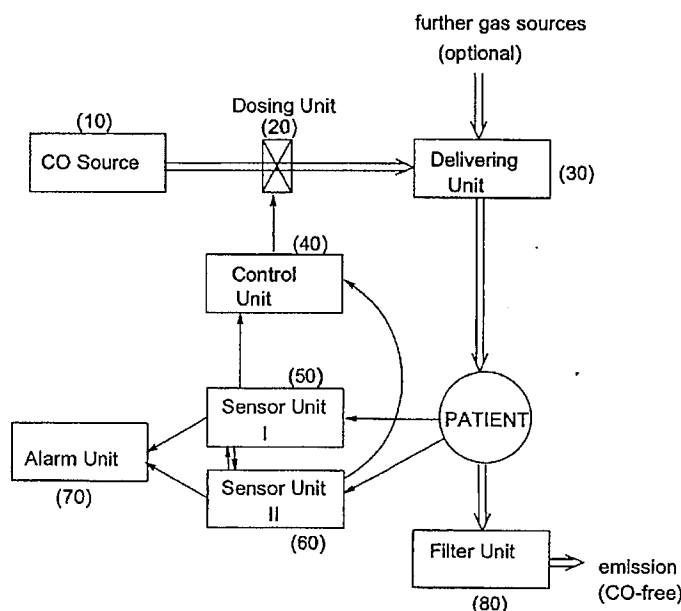 further gas sources
(optional)
Dosing Unit
(20)
(10)
CO Source
Delivering
Unit
(30)
(40)
Control
Unit
(50)
Sensor Unit
I
PATIENT
Alarm Unit
(70)
Sensor Unit
II
(60)
Filter Unit
(80)
emission
(CO-free)